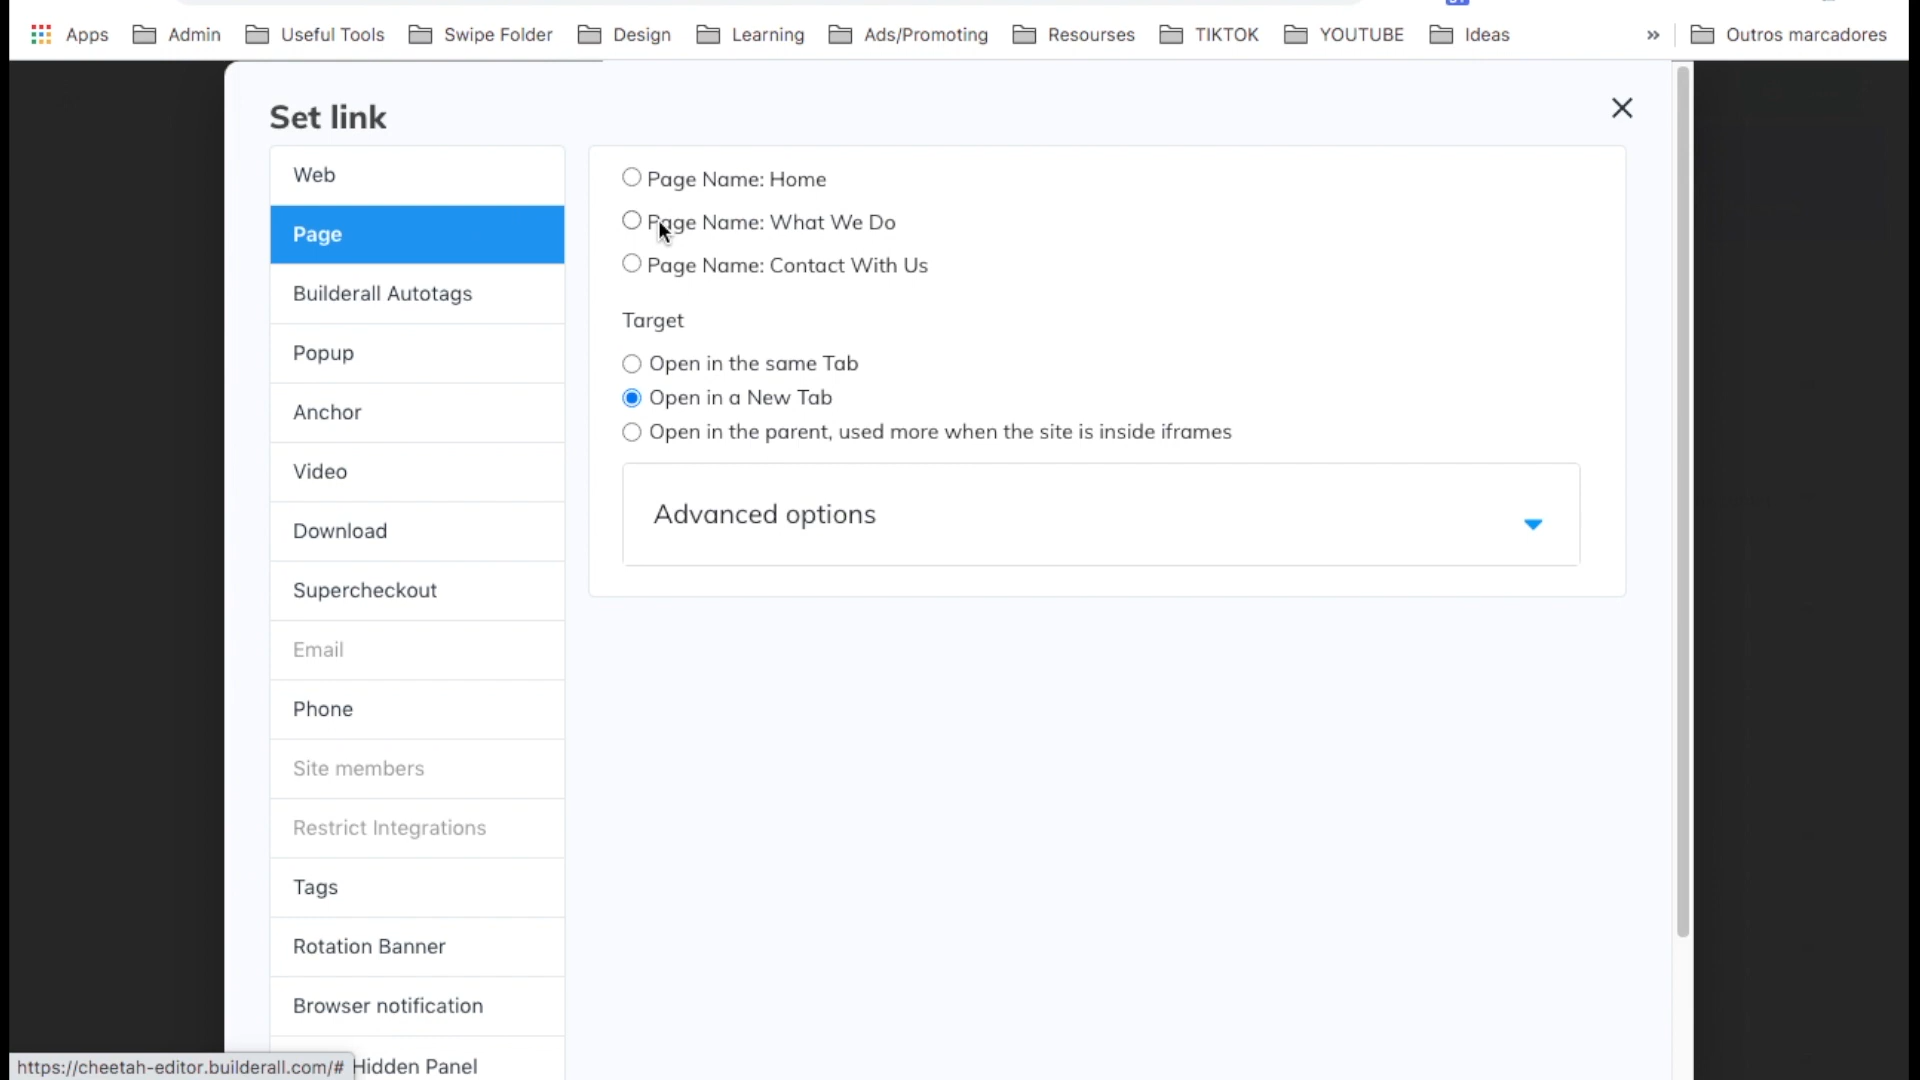 Apps Admin Useful Tools Swipe Folder Design Learning Ads/Promoting Resourses TIKTOK YOUTUBE Ideas » Outros marcadores
Set link
Web
Page
Builderall Autotags
Popup
Anchor
Video
Download
Supercheckout
Email
Phone
Site members
Restrict Integrations
Tags
Rotation Banner
Browser notification
Hidden Panel
Page Name: Home
Page Name: What We Do
Page Name: Contact With Us
Target
Open in the same Tab
Open in a New Tab
Open in the parent, used more when the site is inside iframes
Advanced options
https://cheetah-editor.builderall.com/#